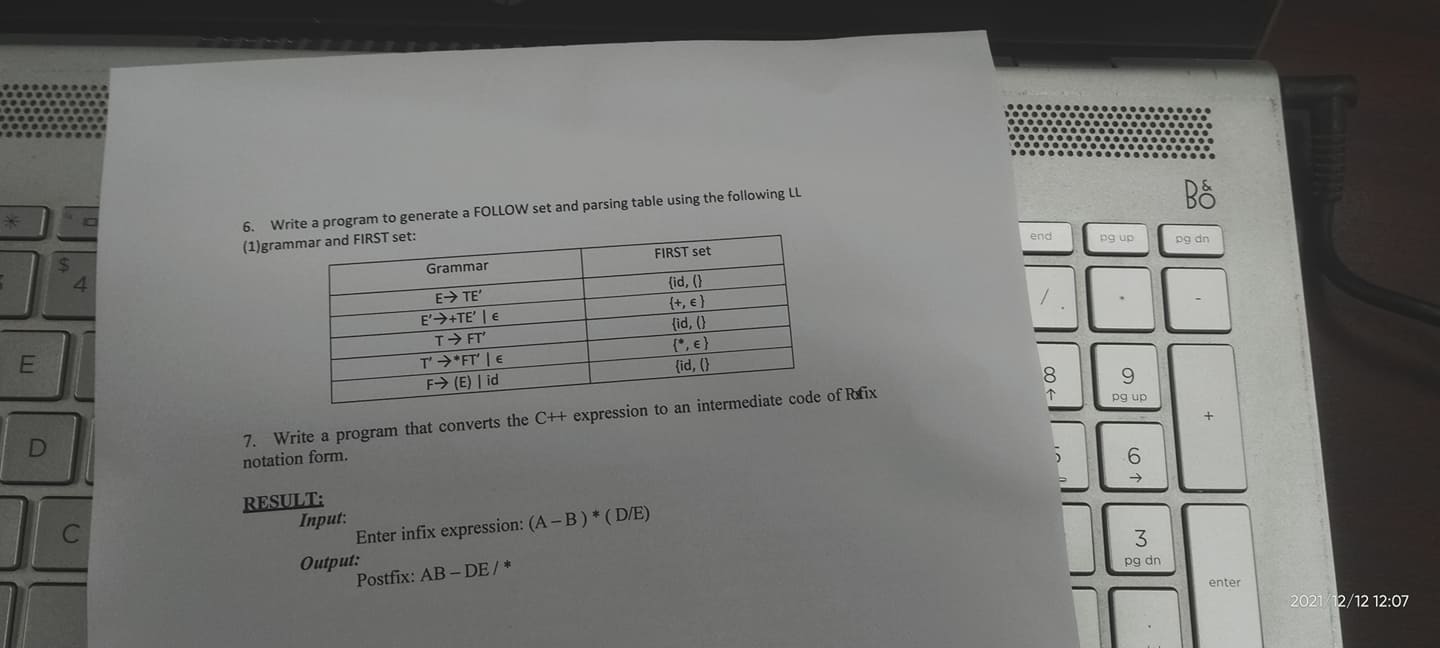 6. Write a program to generate a FOLLOW set and parsing table using the following LL
(1)grammar and FIRST set:
Grammar FIRST set
E→ TE' {id, (}
E'→+TE' | ϵ {+, ϵ }
T→ FT' {id, (}
T' →*FT' | ϵ {*, ϵ }
F→ (E) | id {id, (}
7. Write a program that converts the C++ expression to an intermediate code of
notation form.
RESULT:
Input:
Enter infix expression: (A – B ) * ( D/E)
Output:
Postfix: AB – DE / *
B&O
end pg up pg dn
$
4
/ . * -
E
8 ↑
9 pg up
+
D
6 →
C
3 pg dn
enter
.
2021/12/12 12:07